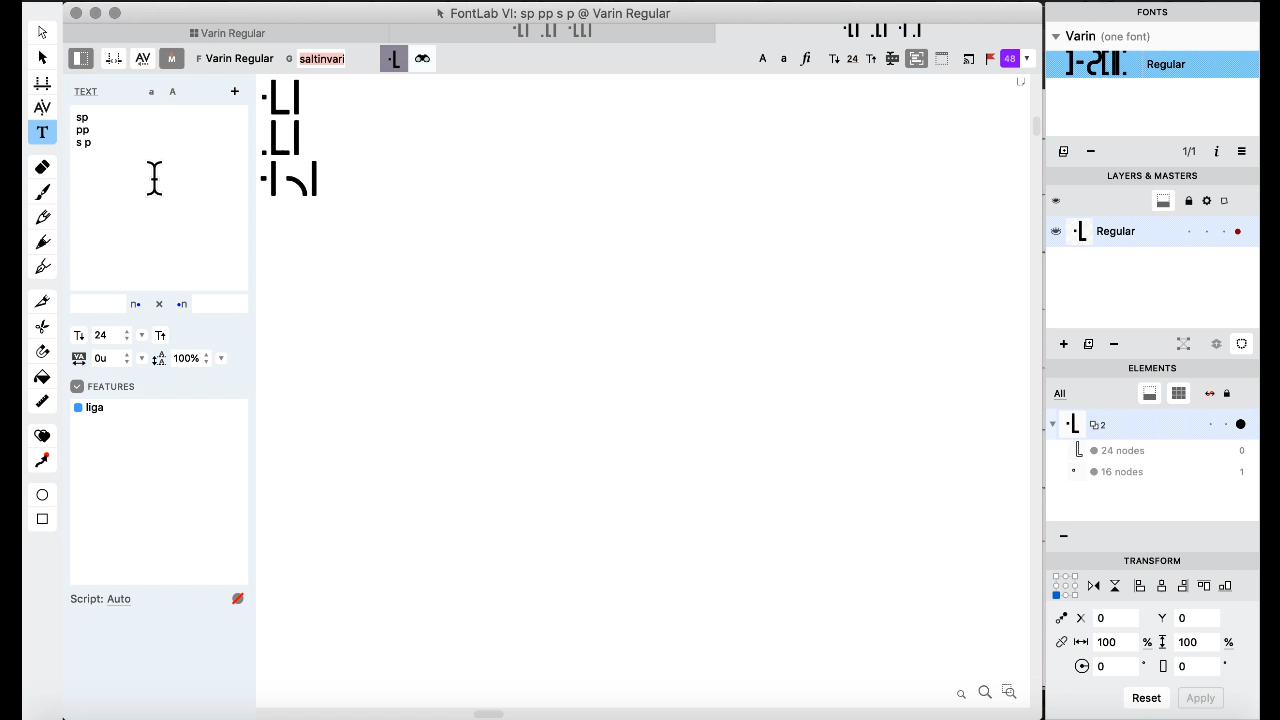 FontLab VI: sp pp s p @ Varin Regular
FONTS
Varin Regular
Varin (one font)
F Varin Regular G saltinvari
A a fi 24 48
Regular
TEXT a A
sp
pp
s p
1/1 i
LAYERS & MASTERS
Regular
n• × •n
24
0u 100%
FEATURES
liga
ELEMENTS
All
2
24 nodes 0
16 nodes 1
TRANSFORM
X 0 Y 0
100 % 100 %
0 ° 0 °
Script: Auto
Reset Apply